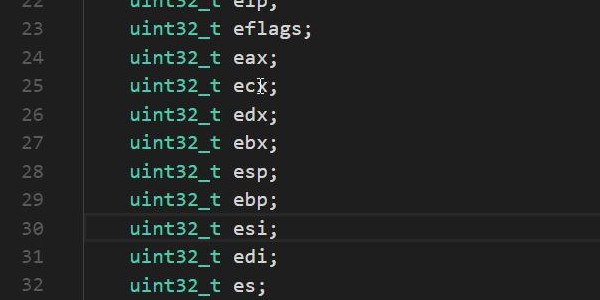 22 uint32_t eip;
23 uint32_t eflags;
24 uint32_t eax;
25 uint32_t ecx;
26 uint32_t edx;
27 uint32_t ebx;
28 uint32_t esp;
29 uint32_t ebp;
30 uint32_t esi;
31 uint32_t edi;
32 uint32_t es;